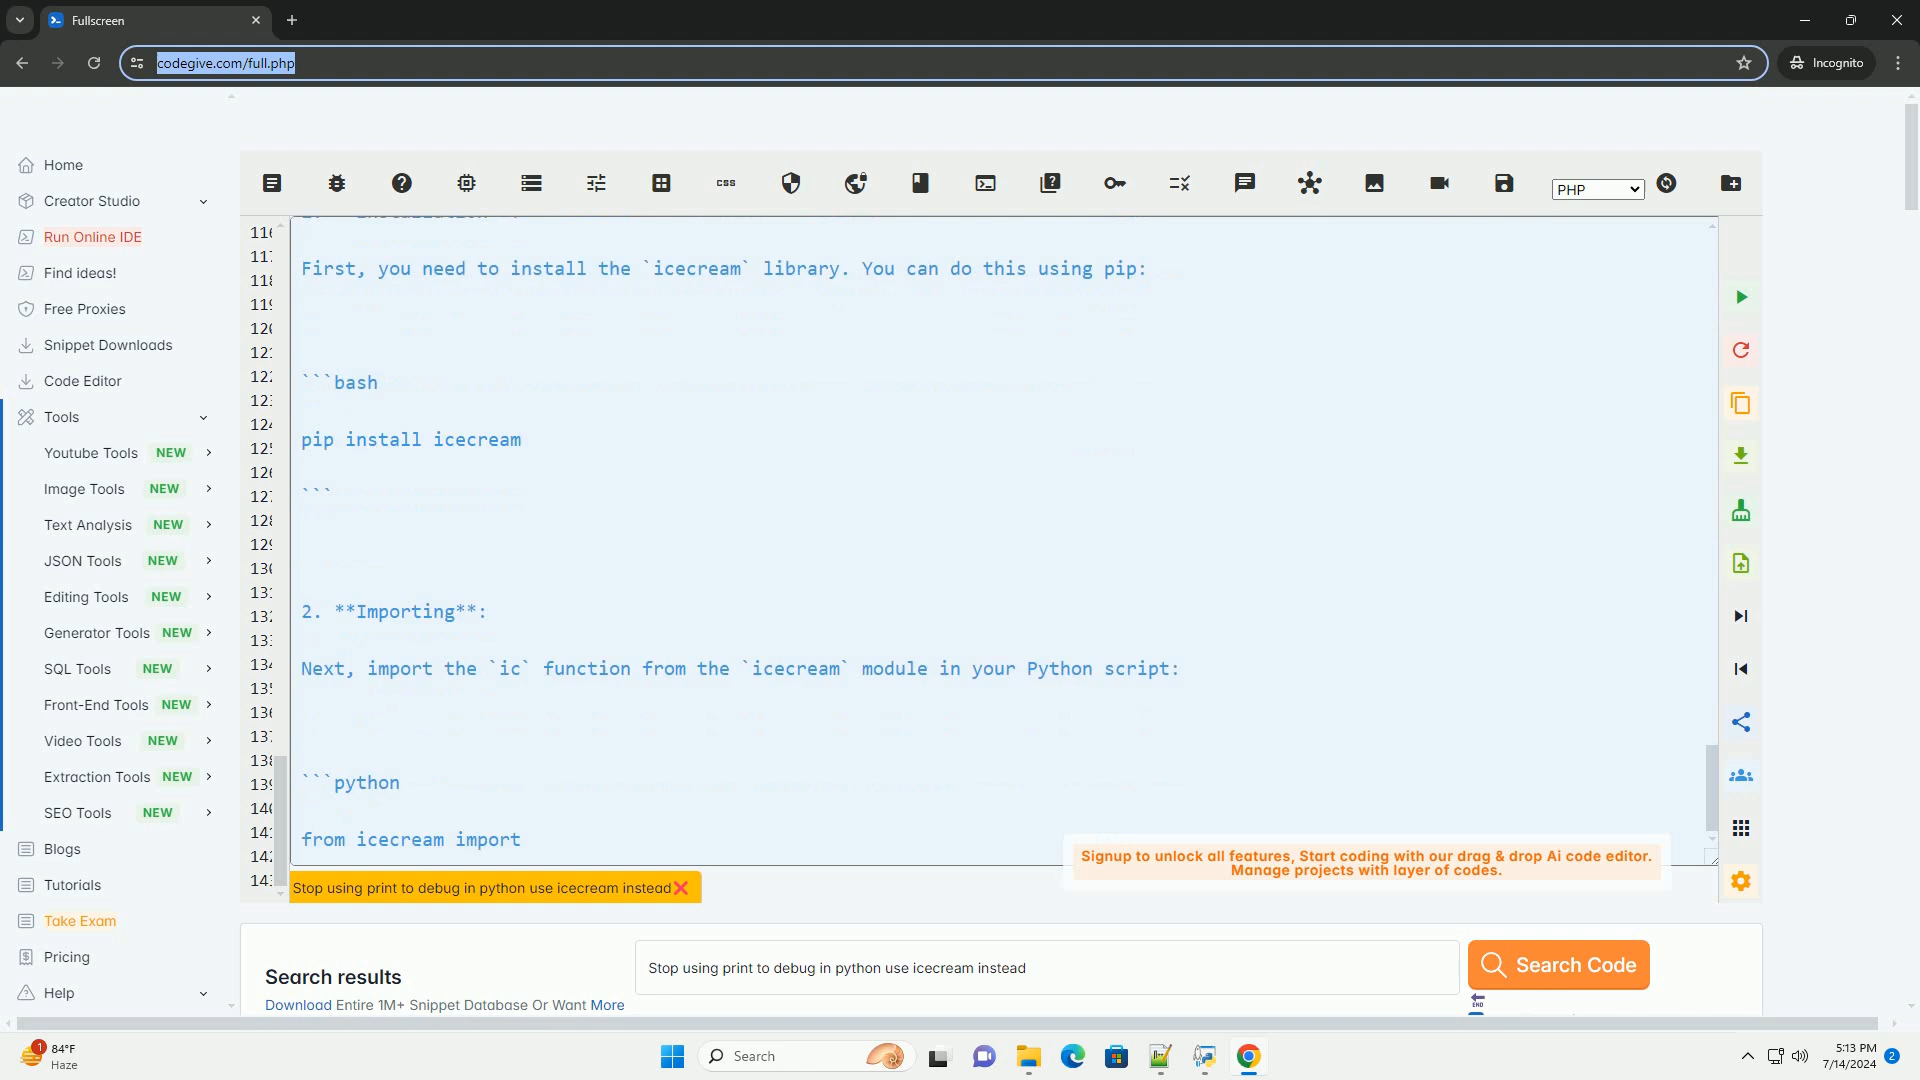 Fullscreen
codegive.com/full.php
Incognito
Home
Creator Studio
Run Online IDE
Find ideas!
Free Proxies
Snippet Downloads
Code Editor
Tools
Youtube Tools NEW
Image Tools NEW
Text Analysis NEW
JSON Tools NEW
Editing Tools NEW
Generator Tools NEW
SQL Tools NEW
Front-End Tools NEW
Video Tools NEW
Extraction Tools NEW
SEO Tools NEW
Blogs
Tutorials
Take Exam
Pricing
Help
css
PHP
First, you need to install the `icecream` library. You can do this using pip:
```bash
pip install icecream
```
2. **Importing**:
Next, import the `ic` function from the `icecream` module in your Python script:
```python
from icecream import
Signup to unlock all features, Start coding with our drag & drop Ai code editor.
Manage projects with layer of codes.
Stop using print to debug in python use icecream instead
Search results
Download Entire 1M+ Snippet Database Or Want More
Stop using print to debug in python use icecream instead
Search Code
END
1
84°F
Haze
Search
5:13 PM
7/14/2024
2